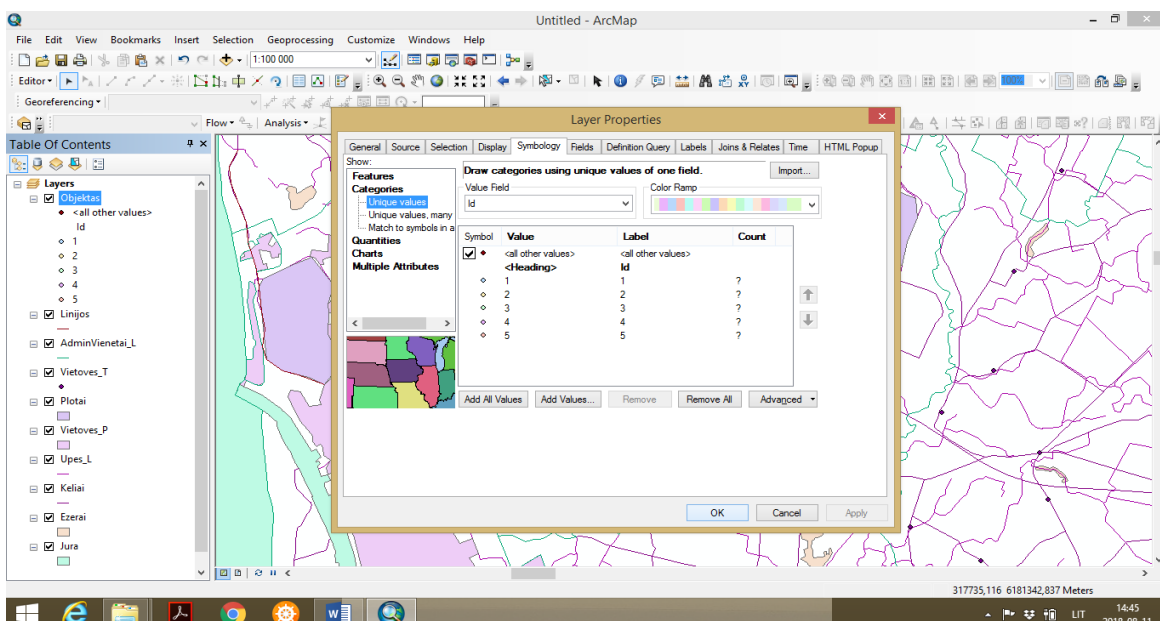 Untitled - ArcMap
File Edit View Bookmarks Insert Selection Geoprocessing Customize Windows Help
1:100 000
Editor
100%
Georeferencing
Flow Analysis
Layer Properties
Table Of Contents
General Source Selection Display Symbology Fields Definition Query Labels Joins & Relates Time HTML Popup
Show:
Features
Categories
Unique values
Unique values, many
Match to symbols in a
Quantities
Charts
Multiple Attributes
Draw categories using unique values of one field.
Import...
Value Field
Color Ramp
Id
Symbol Value Label Count
<all other values> <all other values>
<Heading> Id
1 1 ?
2 2 ?
3 3 ?
4 4 ?
5 5 ?
Add All Values Add Values... Remove Remove All Advanced
OK Cancel Apply
Layers
Objektas
<all other values>
Id
1
2
3
4
5
Linijos
AdminVienetai_L
Vietoves_T
Plotai
Vietoves_P
Upes_L
Keliai
Ezerai
Jura
317735,116 6181342,837 Meters
LIT
14:45
2018-08-11